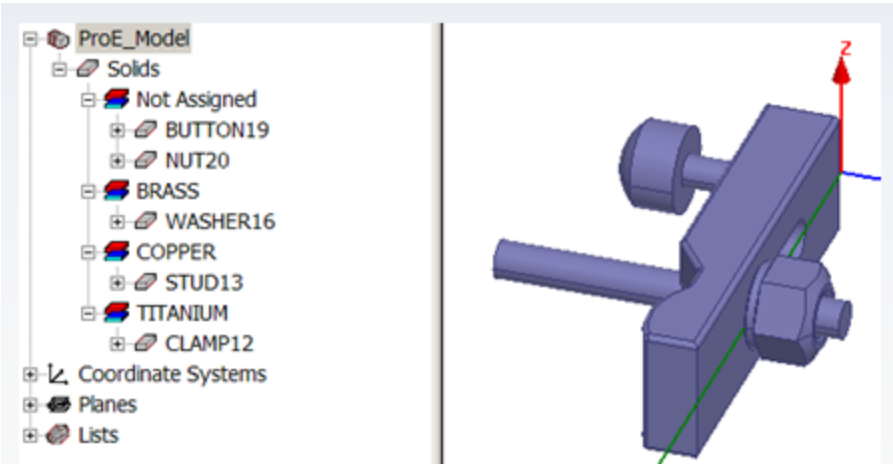 ProE_Model
Solids
Not Assigned
BUTTON19
NUT20
BRASS
WASHER16
COPPER
STUD13
TITANIUM
CLAMP12
Coordinate Systems
Planes
Lists
Z